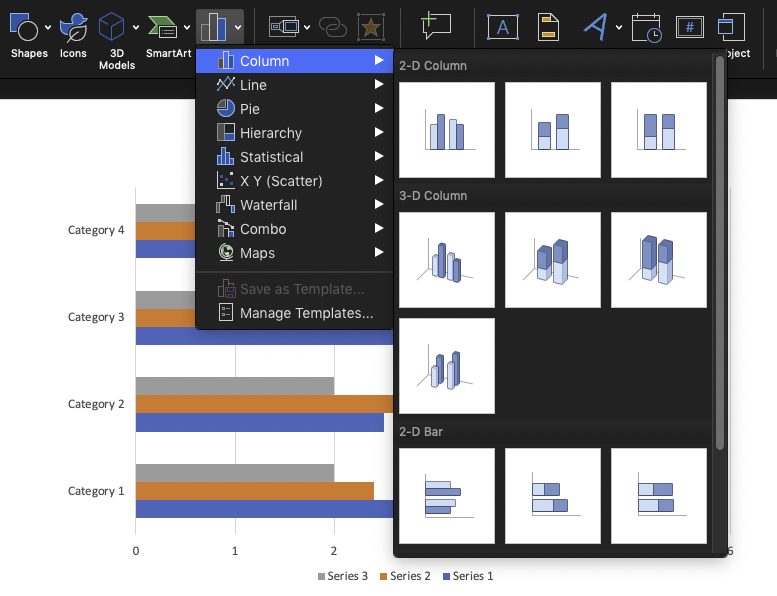 Shapes
Icons
3D
Models
SmartArt
A
#
bject
Column
Line
Pie
Hierarchy
Statistical
X Y (Scatter)
Waterfall
Combo
Maps
Save as Template...
Manage Templates...
2-D Column
3-D Column
2-D Bar
Category 4
Category 3
Category 2
Category 1
0 1 2 6
Series 3 Series 2 Series 1